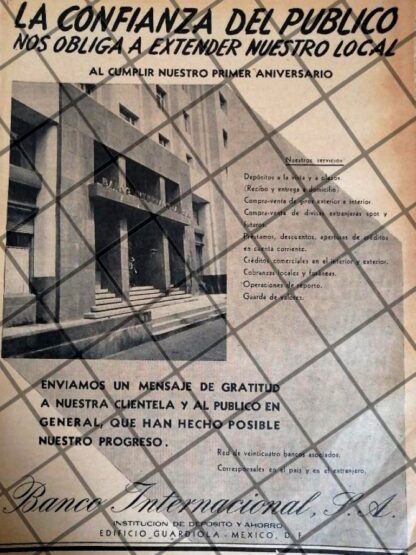 LA CONFIANZA DEL PUBLICO
NOS OBLIGA A EXTENDER NUESTRO LOCAL
AL CUMPLIR NUESTRO PRIMER ANIVERSARIO
Nuestros servicios:
Depósitos a la vista y a plazos.
(Recibo y entrega a domicilio).
Compra-venta de giros exterior e interior.
Compra-venta de divisas extranjeras spot y
futuros.
Préstamos, descuentos, aperturas de créditos
en cuenta corriente.
Créditos comerciales en el interior y exterior.
Cobranzas locales y foráneas.
Operaciones de reporto.
Guarda de valores.
ENVIAMOS UN MENSAJE DE GRATITUD
A NUESTRA CLIENTELA Y AL PUBLICO EN
GENERAL, QUE HAN HECHO POSIBLE
NUESTRO PROGRESO.
Red de veinticuatro bancos asociados.
Corresponsales en el país y en el extranjero.
Banco Internacional, S.A.
INSTITUCION DE DEPOSITO Y AHORRO
EDIFICIO GUARDIOLA - MEXICO, D. F.